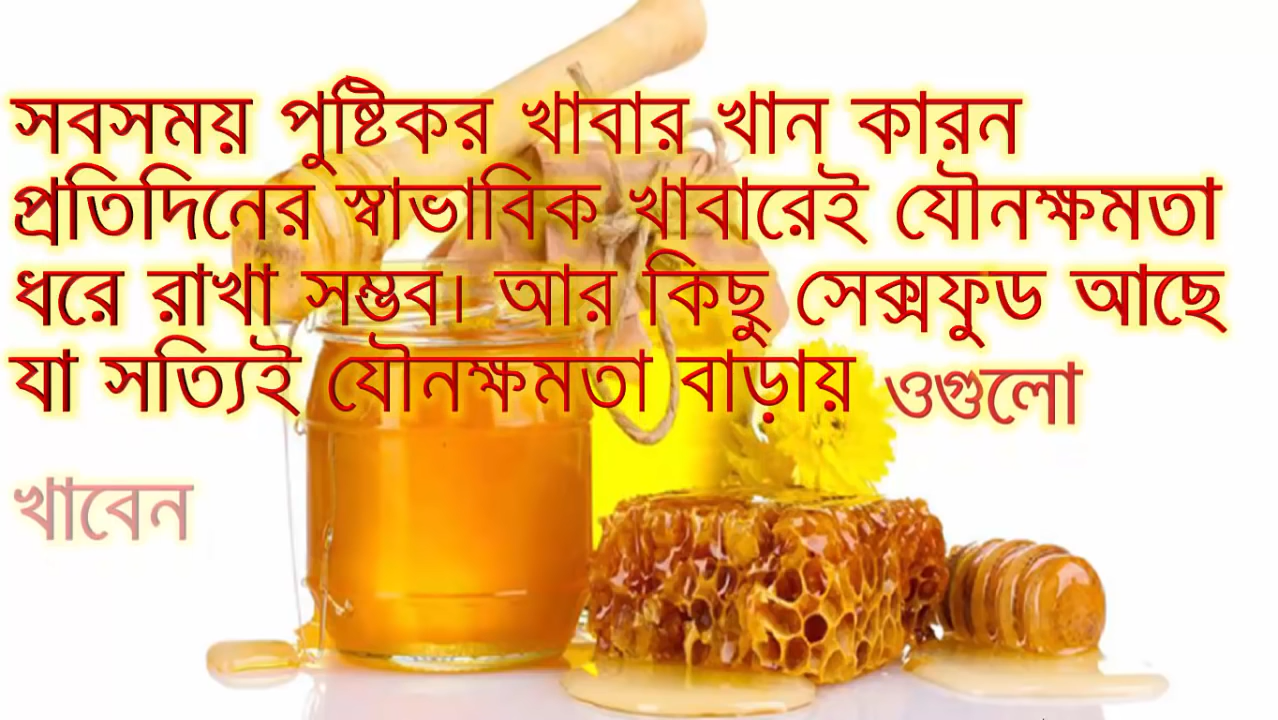 সবসময় পুষ্টিকর খাবার খান কারন
প্রতিদিনের স্বাভাবিক খাবারেই যৌনক্ষমতা
ধরে রাখা সম্ভব। আর কিছু সেক্সফুড আছে
যা সত্যিই যৌনক্ষমতা বাড়ায় ওগুলো
খাবেন